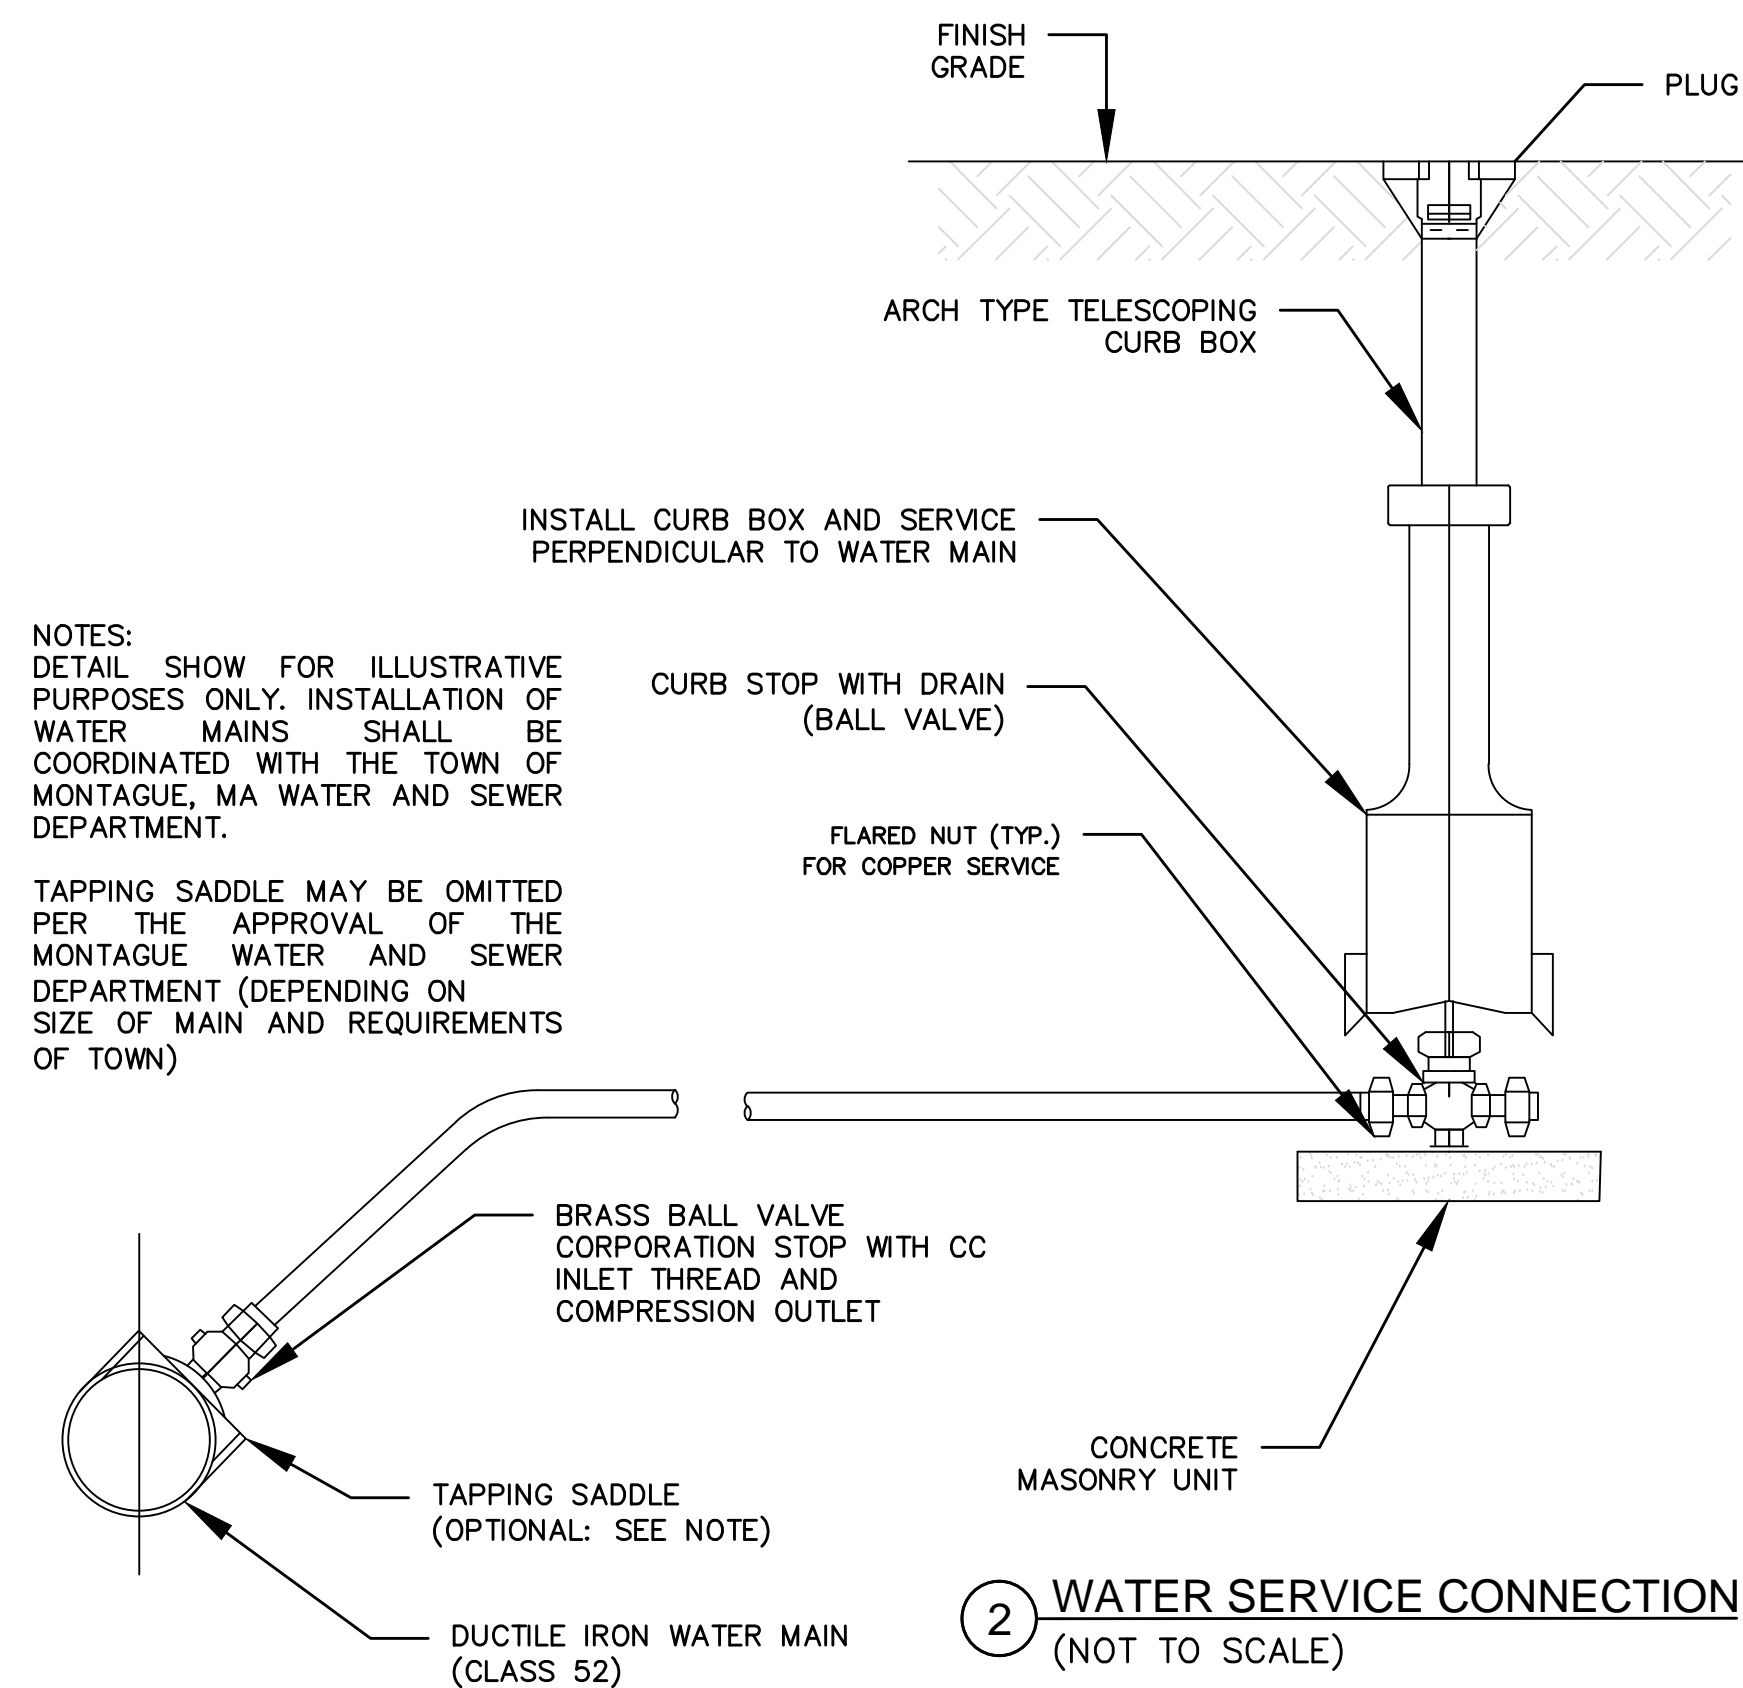 FINISH
GRADE
PLUG
ARCH TYPE TELESCOPING
CURB BOX
INSTALL CURB BOX AND SERVICE
PERPENDICULAR TO WATER MAIN
NOTES:
DETAIL SHOW FOR ILLUSTRATIVE
PURPOSES ONLY. INSTALLATION OF
WATER MAINS SHALL BE
COORDINATED WITH THE TOWN OF
MONTAGUE, MA WATER AND SEWER
DEPARTMENT.
TAPPING SADDLE MAY BE OMITTED
PER THE APPROVAL OF THE
MONTAGUE WATER AND SEWER
DEPARTMENT (DEPENDING ON
SIZE OF MAIN AND REQUIREMENTS
OF TOWN)
CURB STOP WITH DRAIN
(BALL VALVE)
FLARED NUT (TYP.)
FOR COPPER SERVICE
BRASS BALL VALVE
CORPORATION STOP WITH CC
INLET THREAD AND
COMPRESSION OUTLET
CONCRETE
MASONRY UNIT
TAPPING SADDLE
(OPTIONAL: SEE NOTE)
DUCTILE IRON WATER MAIN
(CLASS 52)
2 WATER SERVICE CONNECTION
(NOT TO SCALE)